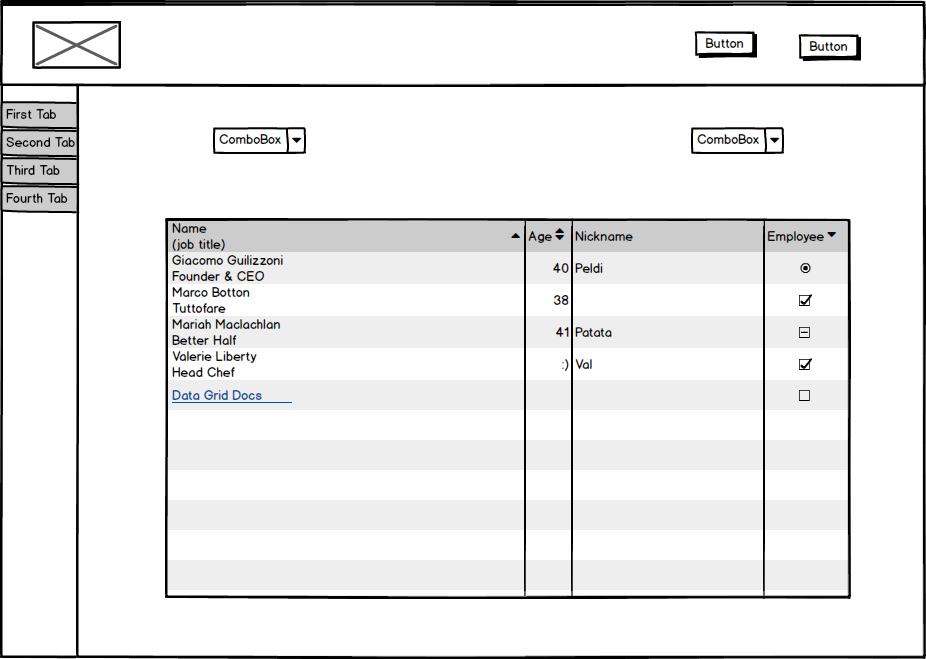 Button
Button
First Tab
Second Tab
Third Tab
Fourth Tab
ComboBox
ComboBox
Name
(job title)
Age
Nickname
Employee
Giacomo Guilizzoni
Founder & CEO
40
Peldi
Marco Botton
Tuttofare
38
Mariah Maclachlan
Better Half
41
Patata
Valerie Liberty
Head Chef
:)
Val
Data Grid Docs